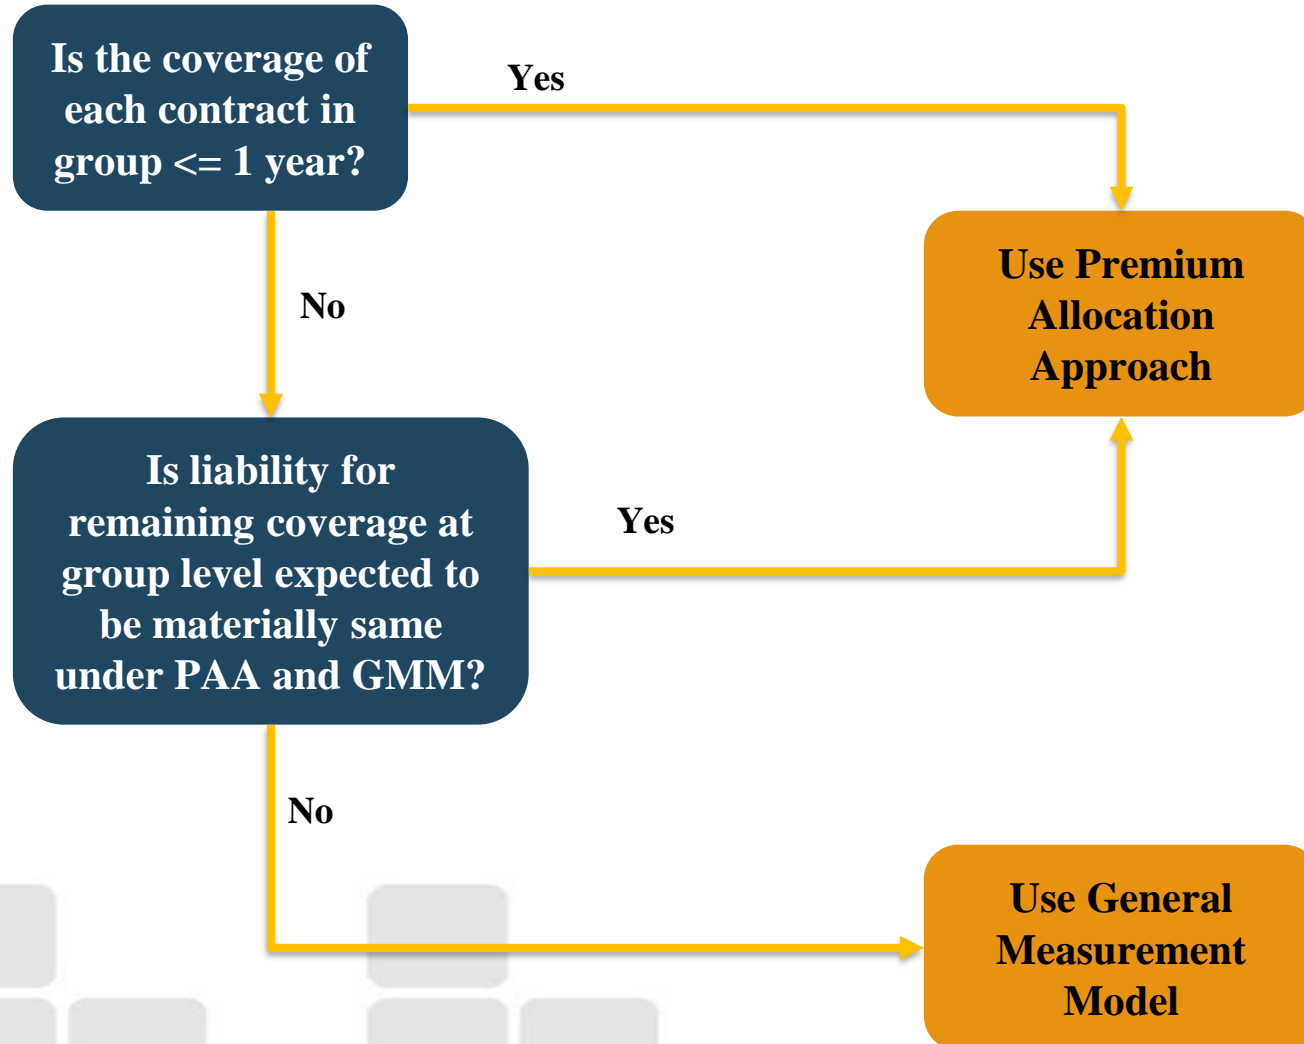 Is the coverage of
each contract in
group <= 1 year?
Yes
No
Use Premium
Allocation
Approach
Is liability for
remaining coverage at
group level expected to
be materially same
under PAA and GMM?
Yes
No
Use General
Measurement
Model